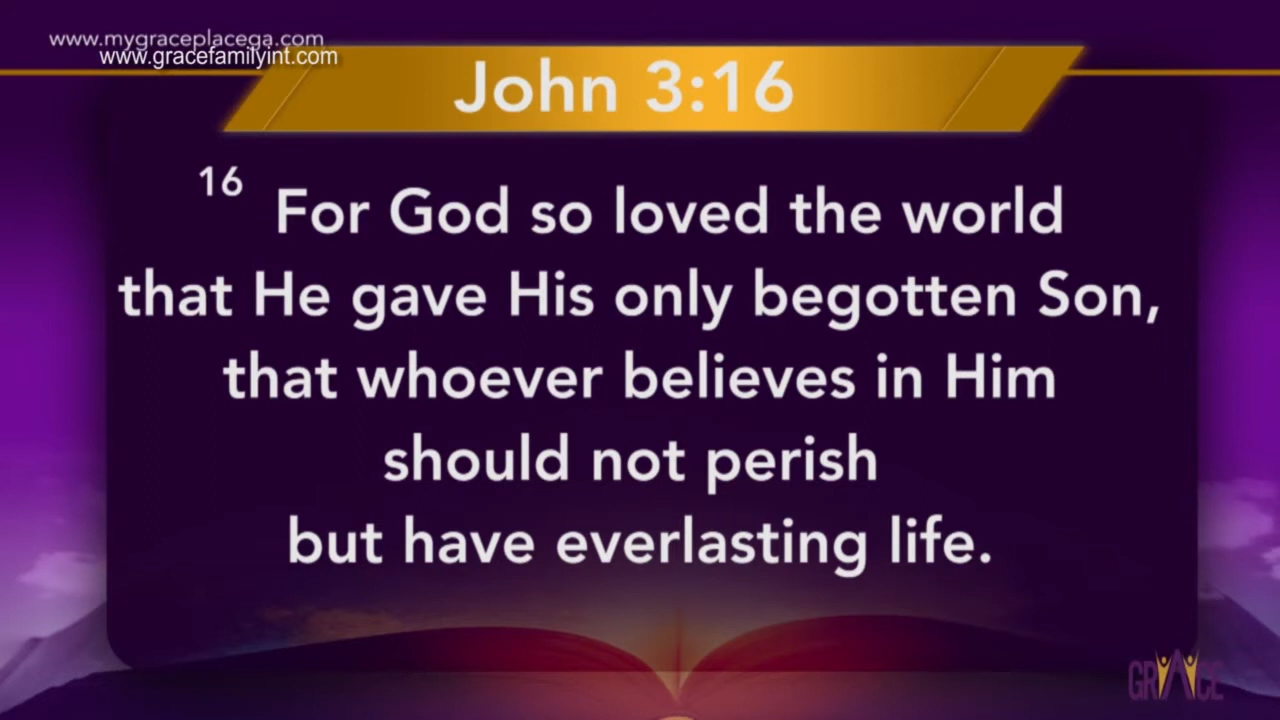 www.mygraceplacega.com
www.gracefamilyint.com
John 3:16
16 For God so loved the world
that He gave His only begotten Son,
that whoever believes in Him
should not perish
but have everlasting life.
GRACE